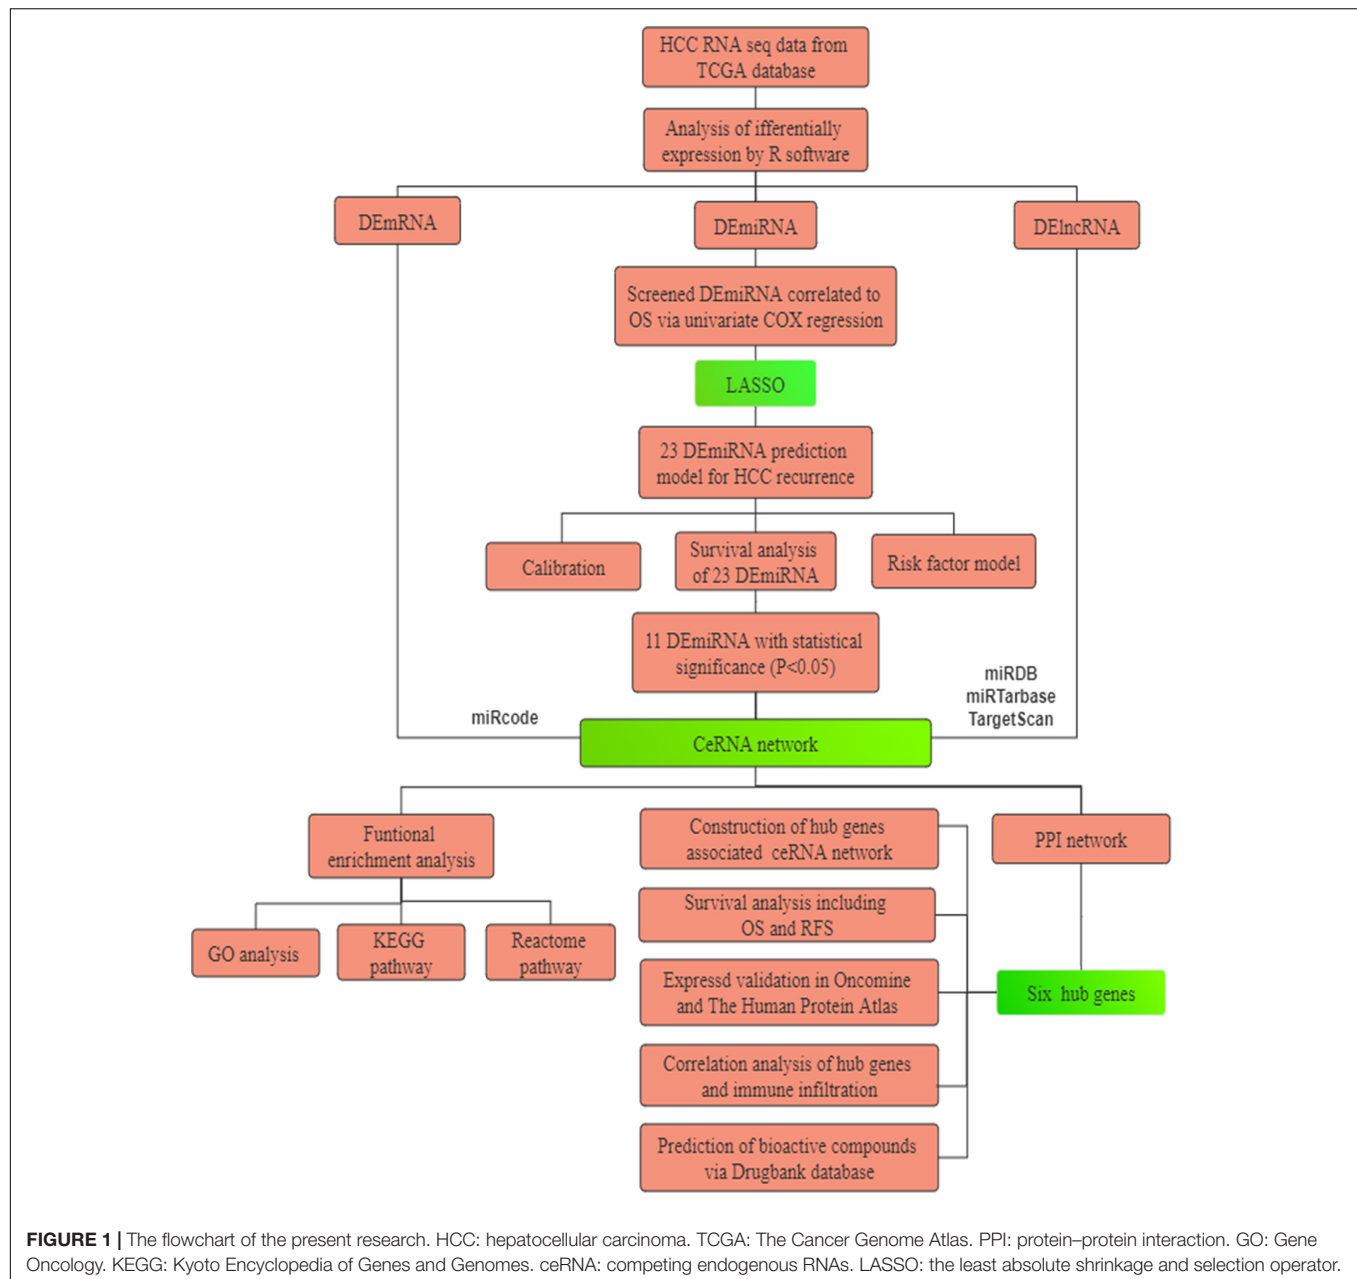 HCC RNA seq data from
TCGA database
Analysis of ifferentially
expression by R software
DEmRNA
DEmiRNA
DElncRNA
Screened DEmiRNA correlated to
OS via univariate COX regression
LASSO
23 DEmiRNA prediction
model for HCC recurrence
Calibration
Survival analysis
of 23 DEmiRNA
Risk factor model
11 DEmiRNA with statistical
significance (P<0.05)
miRcode
miRDB
miRTarbase
TargetScan
CeRNA network
Funtional
enrichment analysis
GO analysis
KEGG
pathway
Reactome
pathway
Construction of hub genes
associated ceRNA network
Survival analysis including
OS and RFS
Expressd validation in Oncomine
and The Human Protein Atlas
Correlation analysis of hub genes
and immune infiltration
Prediction of bioactive compounds
via Drugbank database
PPI network
Six hub genes
FIGURE 1 | The flowchart of the present research. HCC: hepatocellular carcinoma. TCGA: The Cancer Genome Atlas. PPI: protein–protein interaction. GO: Gene
Oncology. KEGG: Kyoto Encyclopedia of Genes and Genomes. ceRNA: competing endogenous RNAs. LASSO: the least absolute shrinkage and selection operator.